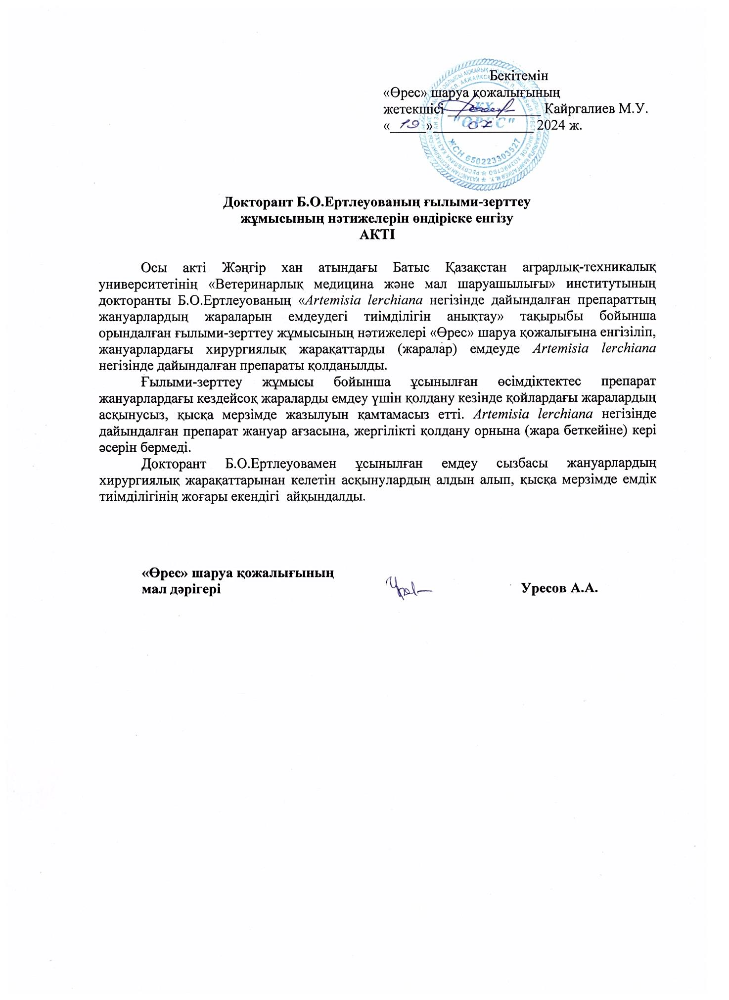 Бекітемін
«Өрес» шаруа қожалығының
жетекшісі ______________ Кайргалиев М.У.
«19» 07 2024 ж.
КХ
"ӨРЕС"
ЖСН 650223303527
Докторант Б.О.Ертлеуованың ғылыми-зерттеу
жұмысының нәтижелерін өндіріске енгізу
АКТІ
Осы акті Жәңгір хан атындағы Батыс Қазақстан аграрлық-техникалық
университетінің «Ветеринарлық медицина және мал шаруашылығы» институтының
докторанты Б.О.Ертлеуованың «Artemisia lerchiana негізінде дайындалған препараттың
жануарлардың жараларын емдеудегі тиімділігін анықтау» тақырыбы бойынша
орындалған ғылыми-зерттеу жұмысының нәтижелері «Өрес» шаруа қожалығына енгізіліп,
жануарлардағы хирургиялық жарақаттарды (жаралар) емдеуде Artemisia lerchiana
негізінде дайындалған препараты қолданылды.
Ғылыми-зерттеу жұмысы бойынша ұсынылған өсімдіктектес препарат
жануарлардағы кездейсоқ жараларды емдеу үшін қолдану кезінде қойлардағы жаралардың
асқынусыз, қысқа мерзімде жазылуын қамтамасыз етті. Artemisia lerchiana негізінде
дайындалған препарат жануар ағзасына, жергілікті қолдану орнына (жара беткейіне) кері
әсерін бермеді.
Докторант Б.О.Ертлеуовамен ұсынылған емдеу сызбасы жануарлардың
хирургиялық жарақаттарынан келетін асқынулардың алдын алып, қысқа мерзімде емдік
тиімділігінің жоғары екендігі айқындалды.
«Өрес» шаруа қожалығының
мал дәрігері Уресов А.А.